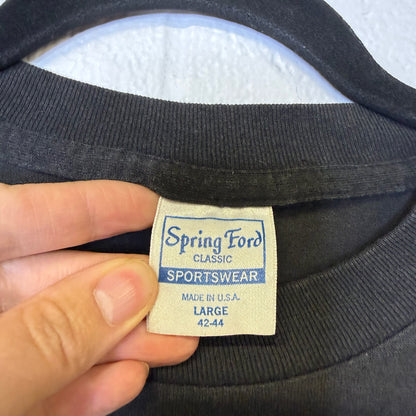 Spring Ford
CLASSIC
SPORTSWEAR
MADE IN U.S.A.
LARGE
42-44